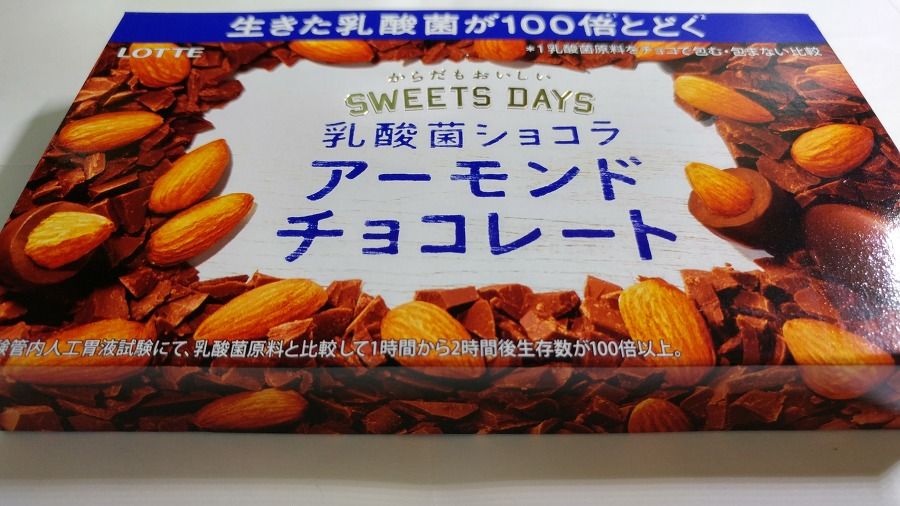 生きた乳酸菌が100倍とどく
LOTTE
*1乳酸菌原料をチョコで包む・包まない比較
からだもおいしい
SWEETS DAYS
乳酸菌ショコラ
アーモンド
チョコレート
験管内人工胃液試験にて、乳酸菌原料と比較して1時間から2時間後生存数が100倍以上。